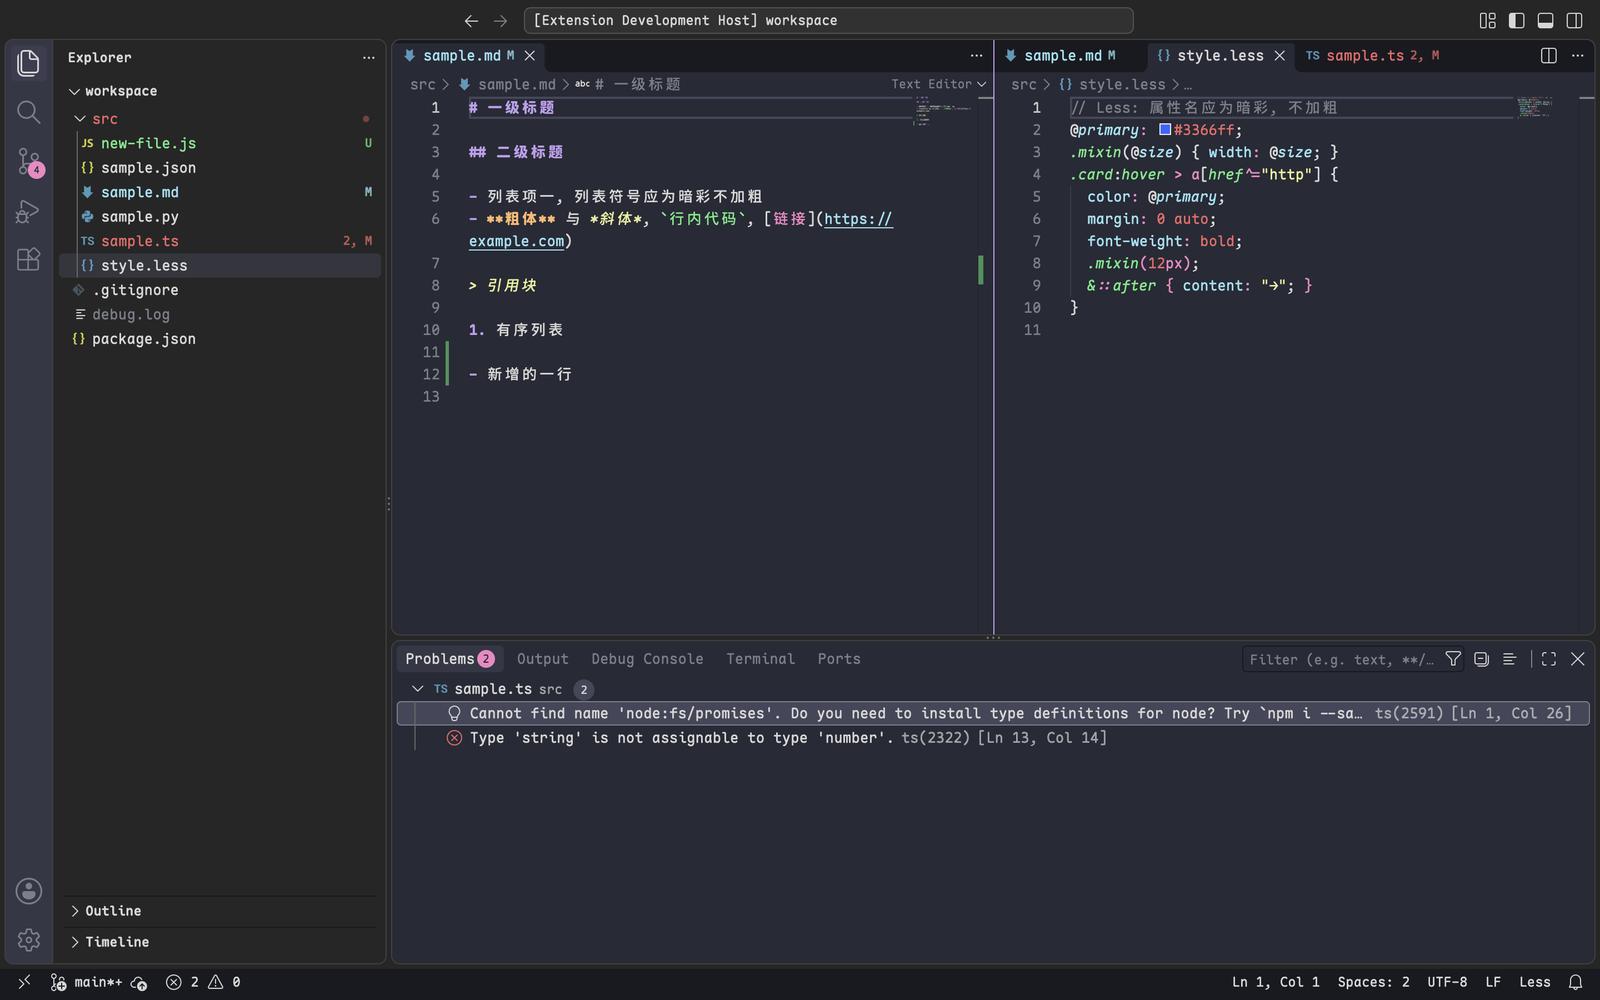 [Extension Development Host] workspace
Explorer
workspace
src
JS new-file.js U
{} sample.json
sample.md M
sample.py
TS sample.ts 2, M
{} style.less
.gitignore
debug.log
{} package.json
Outline
Timeline
4
sample.md M
src > sample.md > abc # 一级标题
Text Editor
1 # 一级标题
2
3 ## 二级标题
4
5 - 列表项一, 列表符号应为暗彩不加粗
6 - **粗体** 与 *斜体*, `行内代码`, [链接](https://
example.com)
7
8 > 引用块
9
10 1. 有序列表
11
12 - 新增的一行
13
sample.md M
{} style.less
TS sample.ts 2, M
src > {} style.less > …
1 // Less: 属性名应为暗彩, 不加粗
2 @primary: #3366ff;
3 .mixin(@size) { width: @size; }
4 .card:hover > a[href^="http"] {
5 color: @primary;
6 margin: 0 auto;
7 font-weight: bold;
8 .mixin(12px);
9 &::after { content: "→"; }
10 }
11
Problems 2
Output
Debug Console
Terminal
Ports
Filter (e.g. text, **/…
TS sample.ts src 2
Cannot find name 'node:fs/promises'. Do you need to install type definitions for node? Try `npm i --sa… ts(2591) [Ln 1, Col 26]
Type 'string' is not assignable to type 'number'. ts(2322) [Ln 13, Col 14]
main*+
2
0
Ln 1, Col 1
Spaces: 2
UTF-8
LF
Less